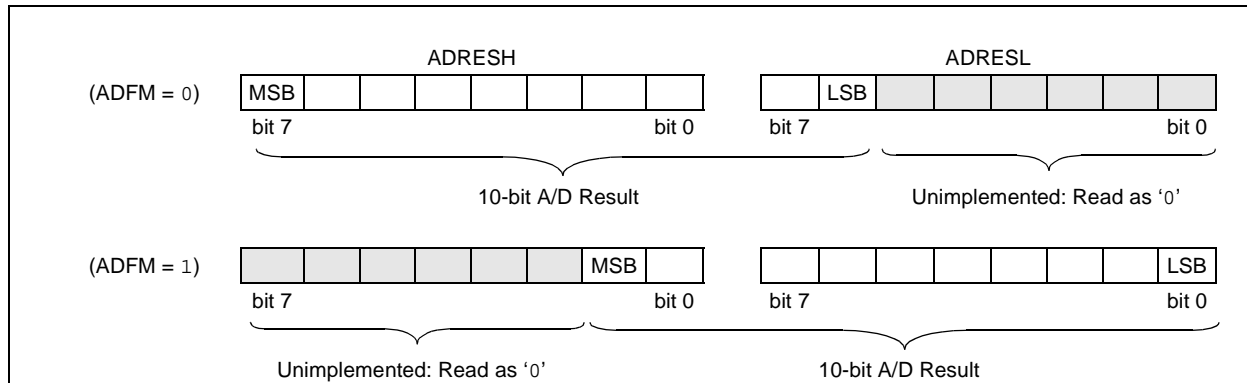 ADRESH ADRESL
(ADFM = 0) MSB LSB
bit 7 bit 0 bit 7 bit 0
10-bit A/D Result Unimplemented: Read as ‘0’
(ADFM = 1) MSB LSB
bit 7 bit 0 bit 7 bit 0
Unimplemented: Read as ‘0’ 10-bit A/D Result